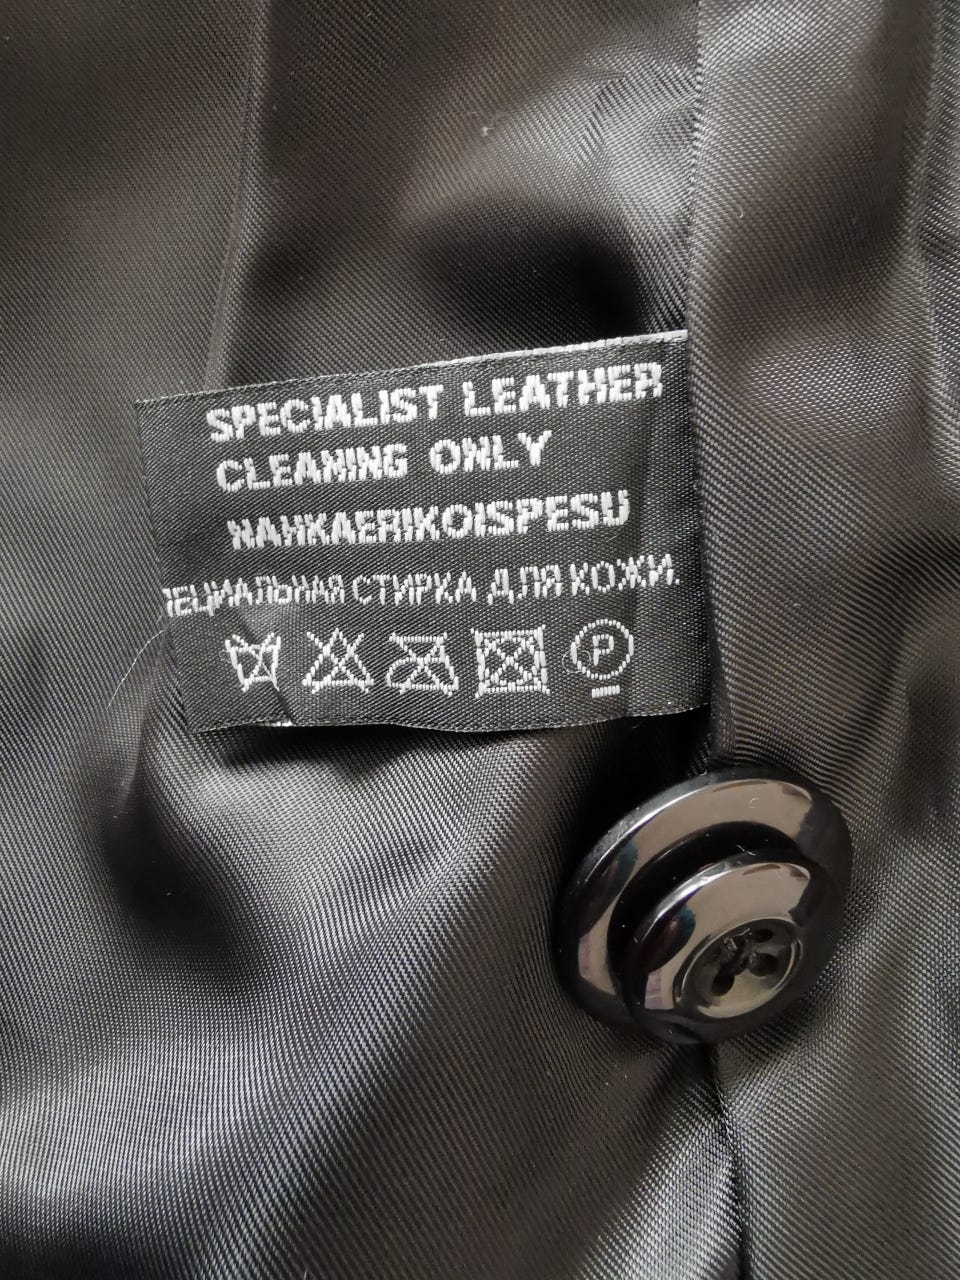 SPECIALIST LEATHER
CLEANING ONLY
NAHKAERIKOISPESU
ПЕЦИАЛЬНАЯ СТИРКА ДЛЯ КОЖИ.
P